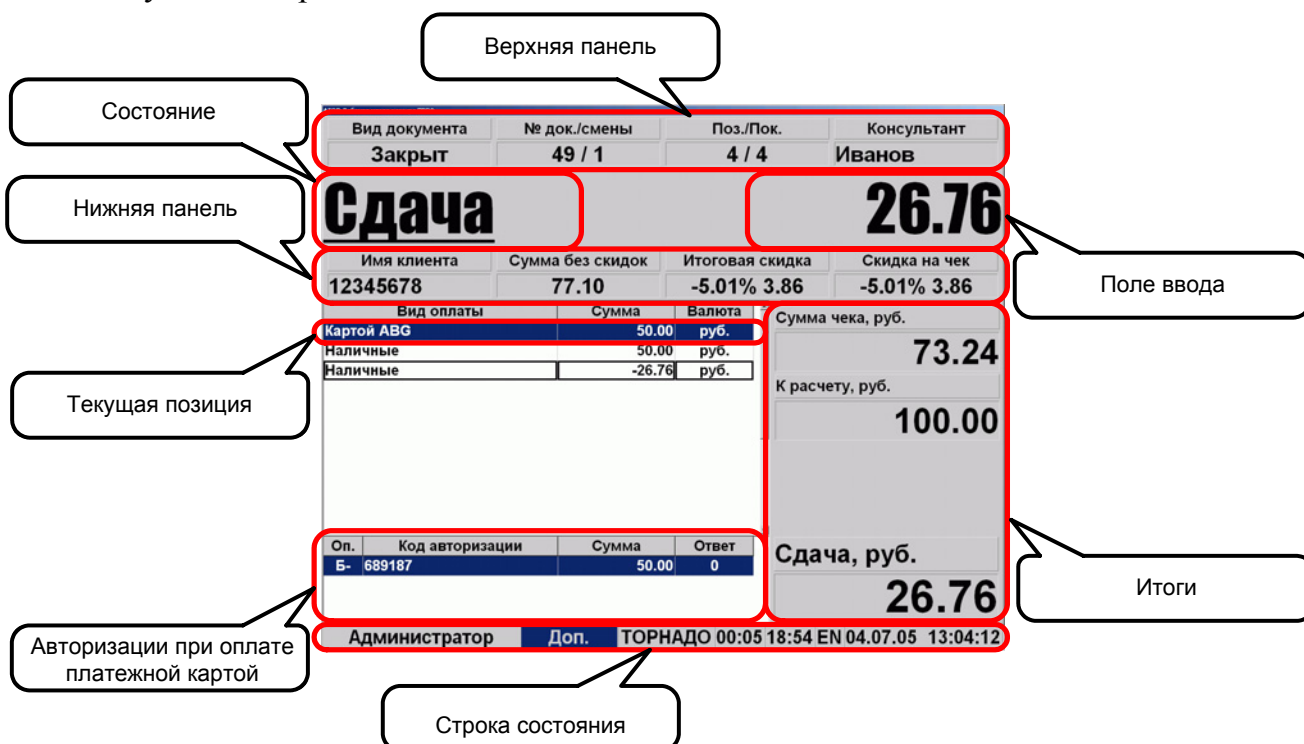 Верхняя панель
Состояние
Вид документа № док./смены Поз./Пок. Консультант
Закрыт 49 / 1 4 / 4 Иванов
Нижняя панель
Сдача 26.76
Имя клиента Сумма без скидок Итоговая скидка Скидка на чек
12345678 77.10 -5.01% 3.86 -5.01% 3.86
Поле ввода
Вид оплаты Сумма Валюта
Картой ABG 50.00 руб.
Наличные 50.00 руб.
Наличные -26.76 руб.
Сумма чека, руб.
73.24
К расчету, руб.
100.00
Текущая позиция
Оп. Код авторизации Сумма Ответ
Б- 689187 50.00 0
Сдача, руб.
26.76
Итоги
Авторизации при оплате
платежной картой
Администратор Доп. ТОРНАДО 00:05 18:54 EN 04.07.05 13:04:12
Строка состояния